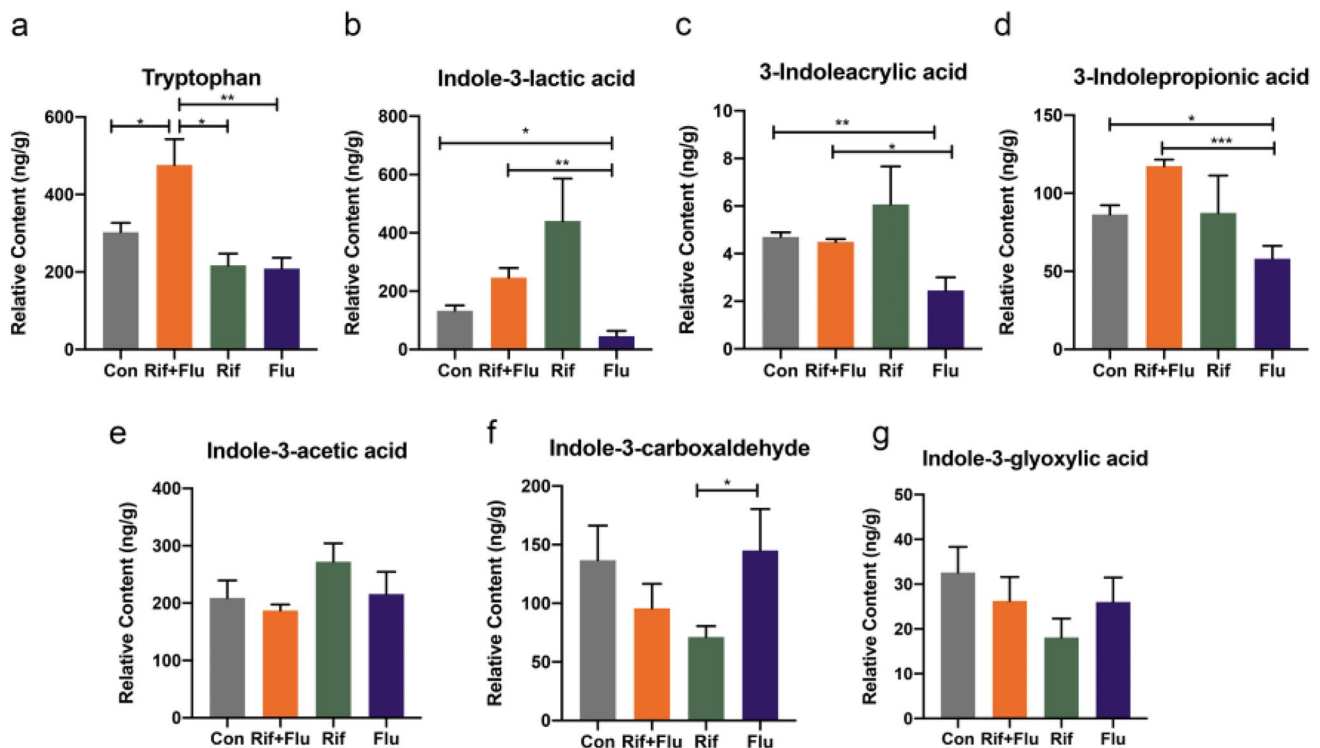 a
Tryptophan
Relative Content (ng/g)
600
400
200
0
* * **
Con Rif+Flu Rif Flu
b
Indole-3-lactic acid
Relative Content (ng/g)
800
600
400
200
0
*
**
Con Rif+Flu Rif Flu
c
3-Indoleacrylic acid
Relative Content (ng/g)
10
8
6
4
2
0
**
*
Con Rif+Flu Rif Flu
d
3-Indolepropionic acid
Relative Content (ng/g)
150
100
50
0
*
***
Con Rif+Flu Rif Flu
e
Indole-3-acetic acid
Relative Content (ng/g)
400
300
200
100
0
Con Rif+Flu Rif Flu
f
Indole-3-carboxaldehyde
Relative Content (ng/g)
200
150
100
50
0
*
Con Rif+Flu Rif Flu
g
Indole-3-glyoxylic acid
Relative Content (ng/g)
50
40
30
20
10
0
Con Rif+Flu Rif Flu